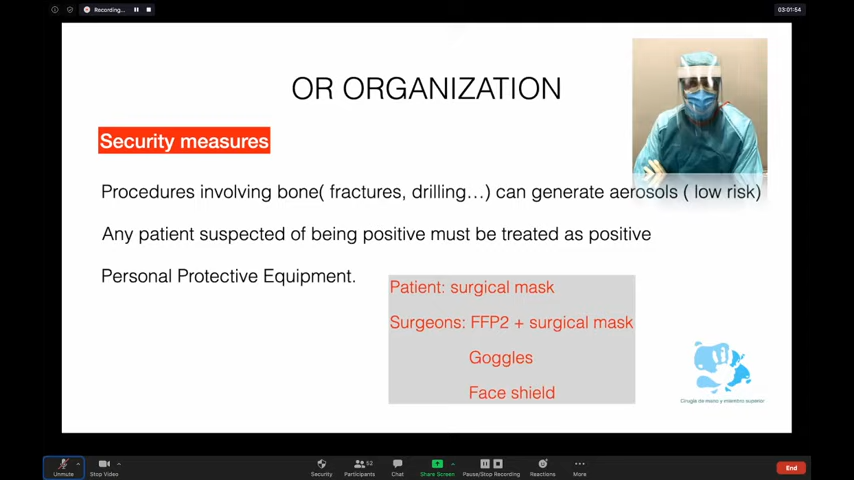 Recording...
03:01:54
OR ORGANIZATION
Security measures
Procedures involving bone( fractures, drilling...) can generate aerosols ( low risk)
Any patient suspected of being positive must be treated as positive
Personal Protective Equipment.
Patient: surgical mask
Surgeons: FFP2 + surgical mask
Goggles
Face shield
Cirugía de mano y miembro superior
Unmute
Stop Video
Security
Participants
52
Chat
Share Screen
Pause/Stop Recording
Reactions
More
End